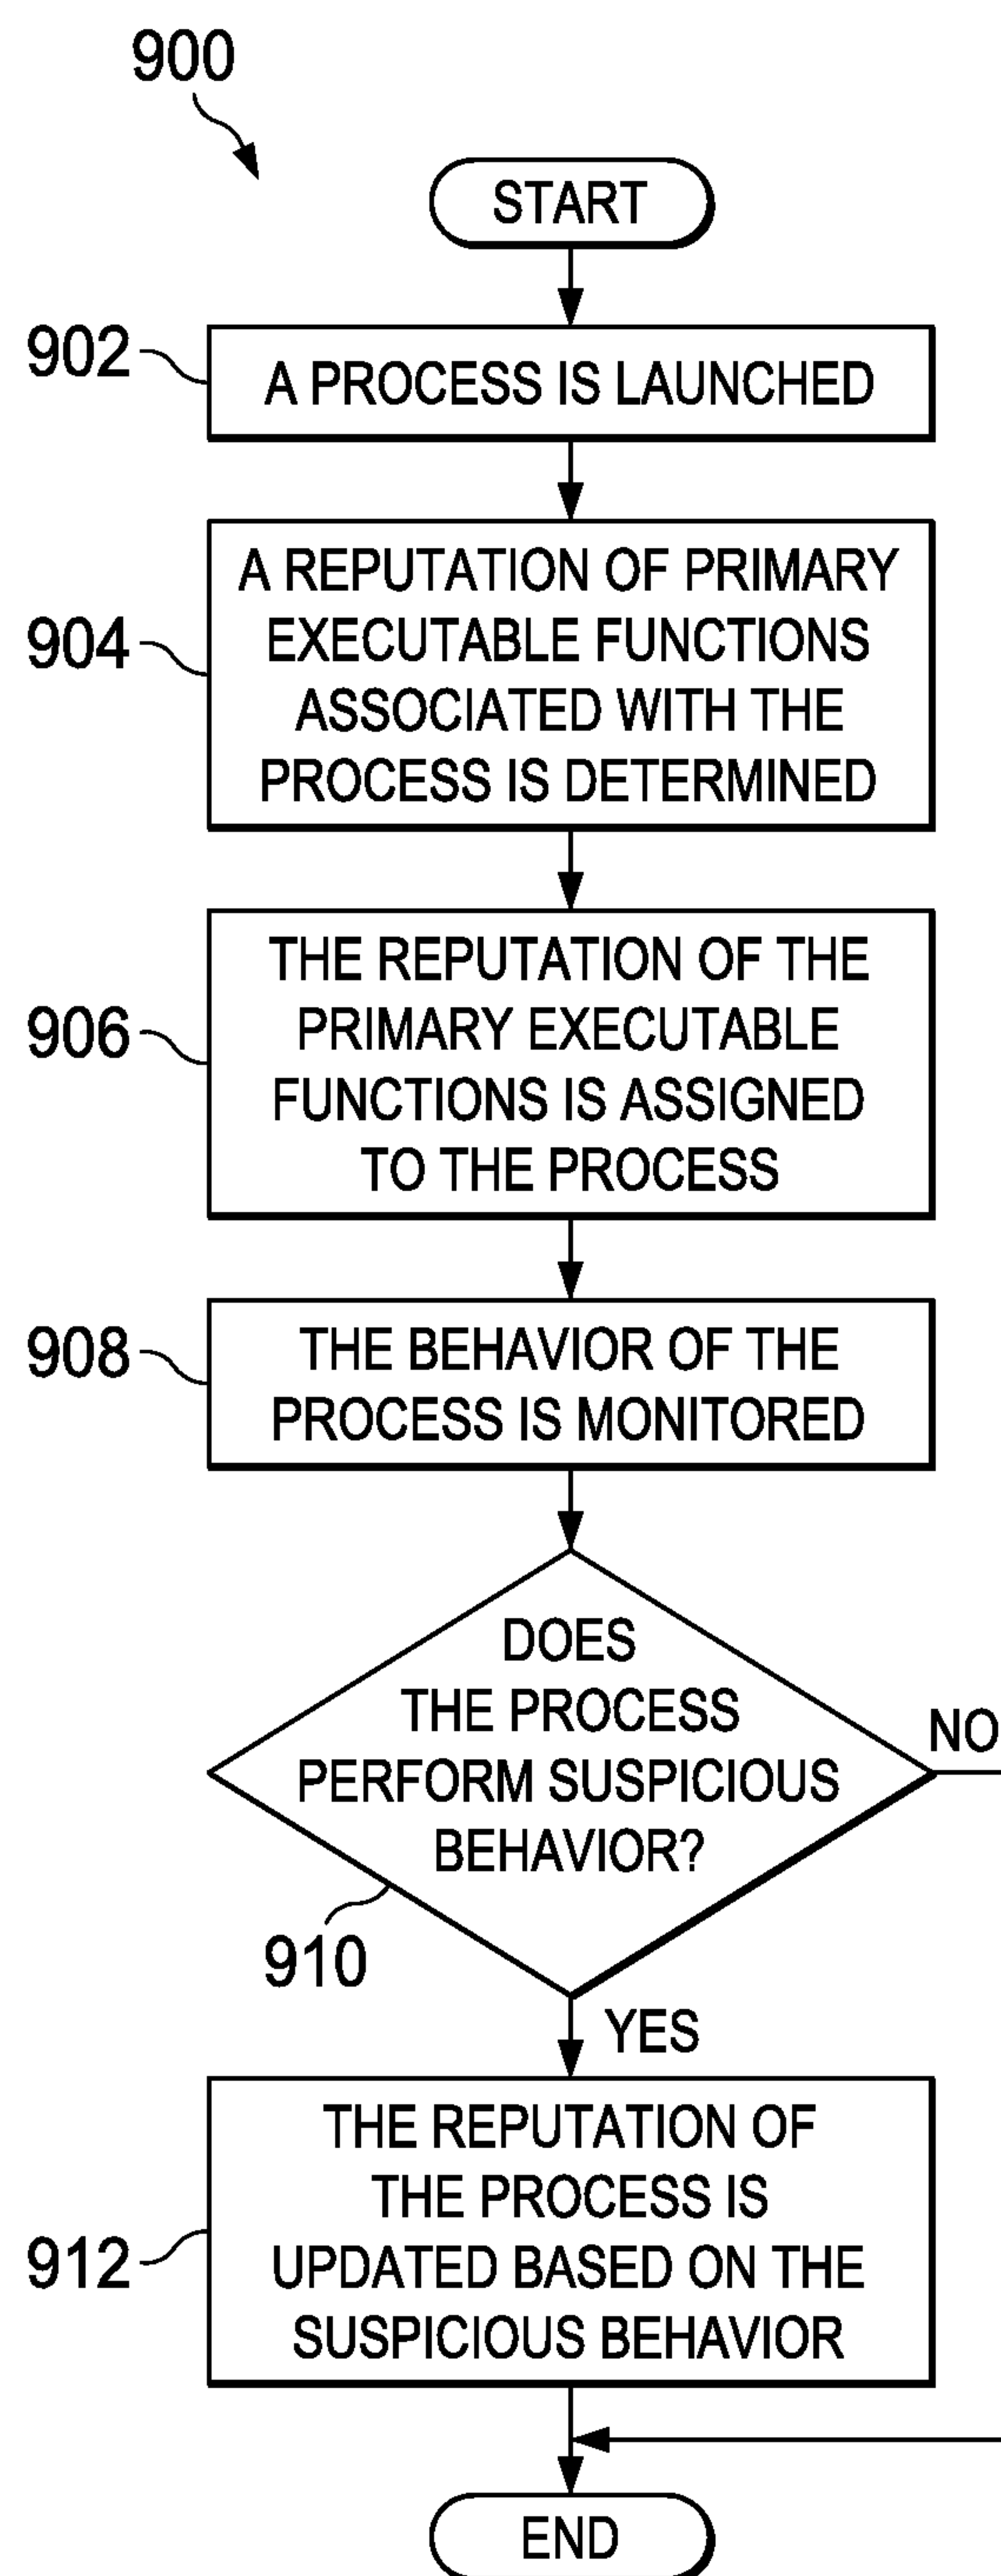 900
START
902
A PROCESS IS LAUNCHED
904
A REPUTATION OF PRIMARY
EXECUTABLE FUNCTIONS
ASSOCIATED WITH THE
PROCESS IS DETERMINED
906
THE REPUTATION OF THE
PRIMARY EXECUTABLE
FUNCTIONS IS ASSIGNED
TO THE PROCESS
908
THE BEHAVIOR OF THE
PROCESS IS MONITORED
DOES
THE PROCESS
PERFORM SUSPICIOUS
BEHAVIOR?
NO
910
YES
912
THE REPUTATION OF
THE PROCESS IS
UPDATED BASED ON THE
SUSPICIOUS BEHAVIOR
END